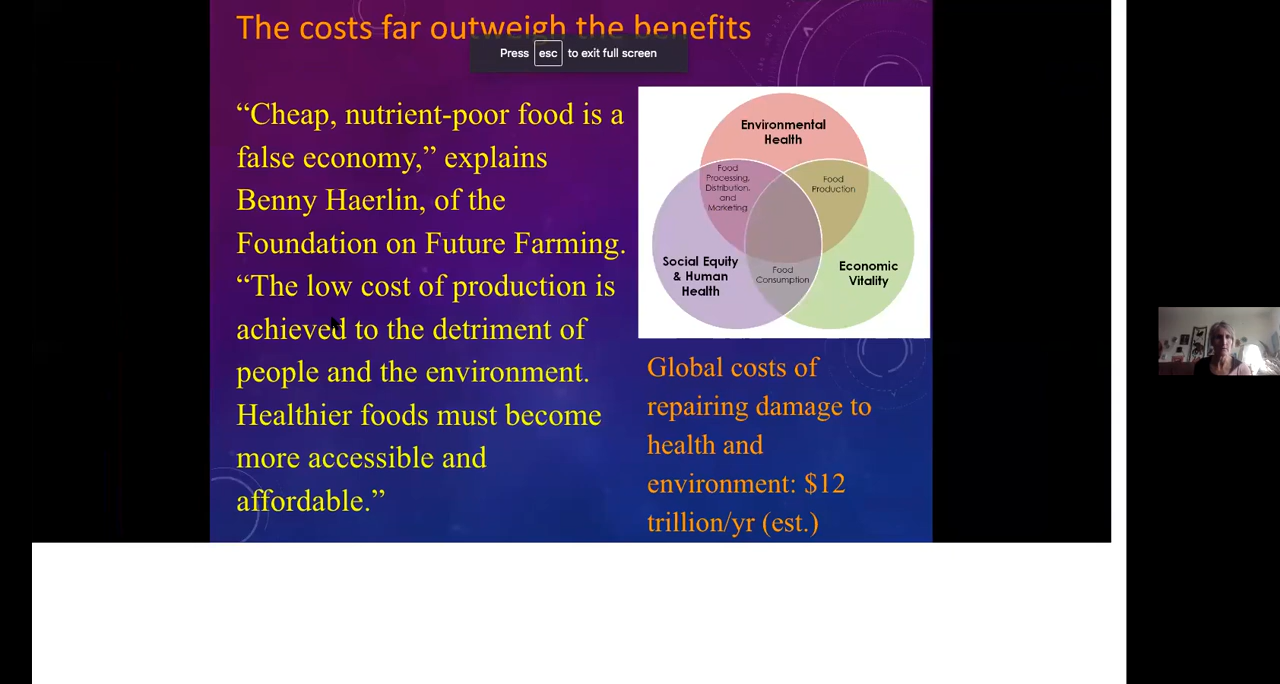 The costs far outweigh the benefits
Press esc to exit full screen
“Cheap, nutrient-poor food is a
false economy,” explains
Benny Haerlin, of the
Foundation on Future Farming.
“The low cost of production is
achieved to the detriment of
people and the environment.
Healthier foods must become
more accessible and
affordable.”
Environmental
Health
Food
Processing,
Distribution,
and
Marketing
Food
Production
Social Equity
& Human
Health
Food
Consumption
Economic
Vitality
Global costs of
repairing damage to
health and
environment: $12
trillion/yr (est.)